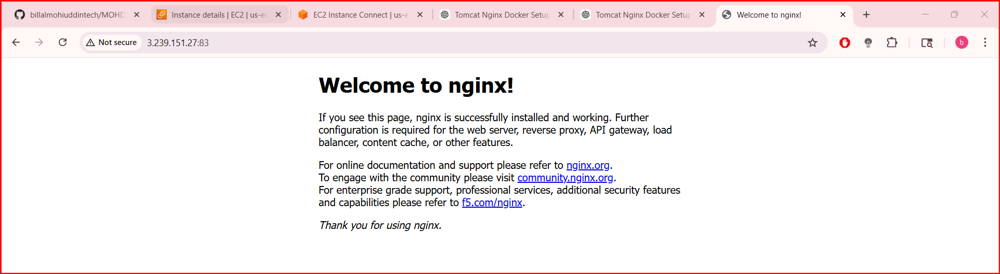 billalmohiuddintech/MOHD
Instance details | EC2 | us-ea
EC2 Instance Connect | us-e
Tomcat Nginx Docker Setup
Tomcat Nginx Docker Setup
Welcome to nginx!
Not secure
3.239.151.27:83
b
Welcome to nginx!
If you see this page, nginx is successfully installed and working. Further
configuration is required for the web server, reverse proxy, API gateway, load
balancer, content cache, or other features.
For online documentation and support please refer to nginx.org.
To engage with the community please visit community.nginx.org.
For enterprise grade support, professional services, additional security features
and capabilities please refer to f5.com/nginx.
Thank you for using nginx.